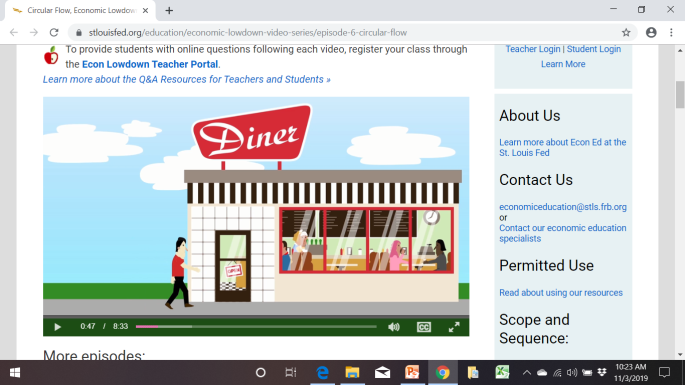 Circular Flow, Economic Lowdow
stlouisfed.org/education/economic-lowdown-video-series/episode-6-circular-flow
To provide students with online questions following each video, register your class through
the Econ Lowdown Teacher Portal.
Learn more about the Q&A Resources for Teachers and Students »
Diner
OPEN
0:47 / 8:33
CC
More episodes:
Teacher Login | Student Login
Learn More
About Us
Learn more about Econ Ed at the
St. Louis Fed
Contact Us
economiceducation@stls.frb.org
or
Contact our economic education
specialists
Permitted Use
Read about using our resources
Scope and
Sequence:
10:23 AM
11/3/2019